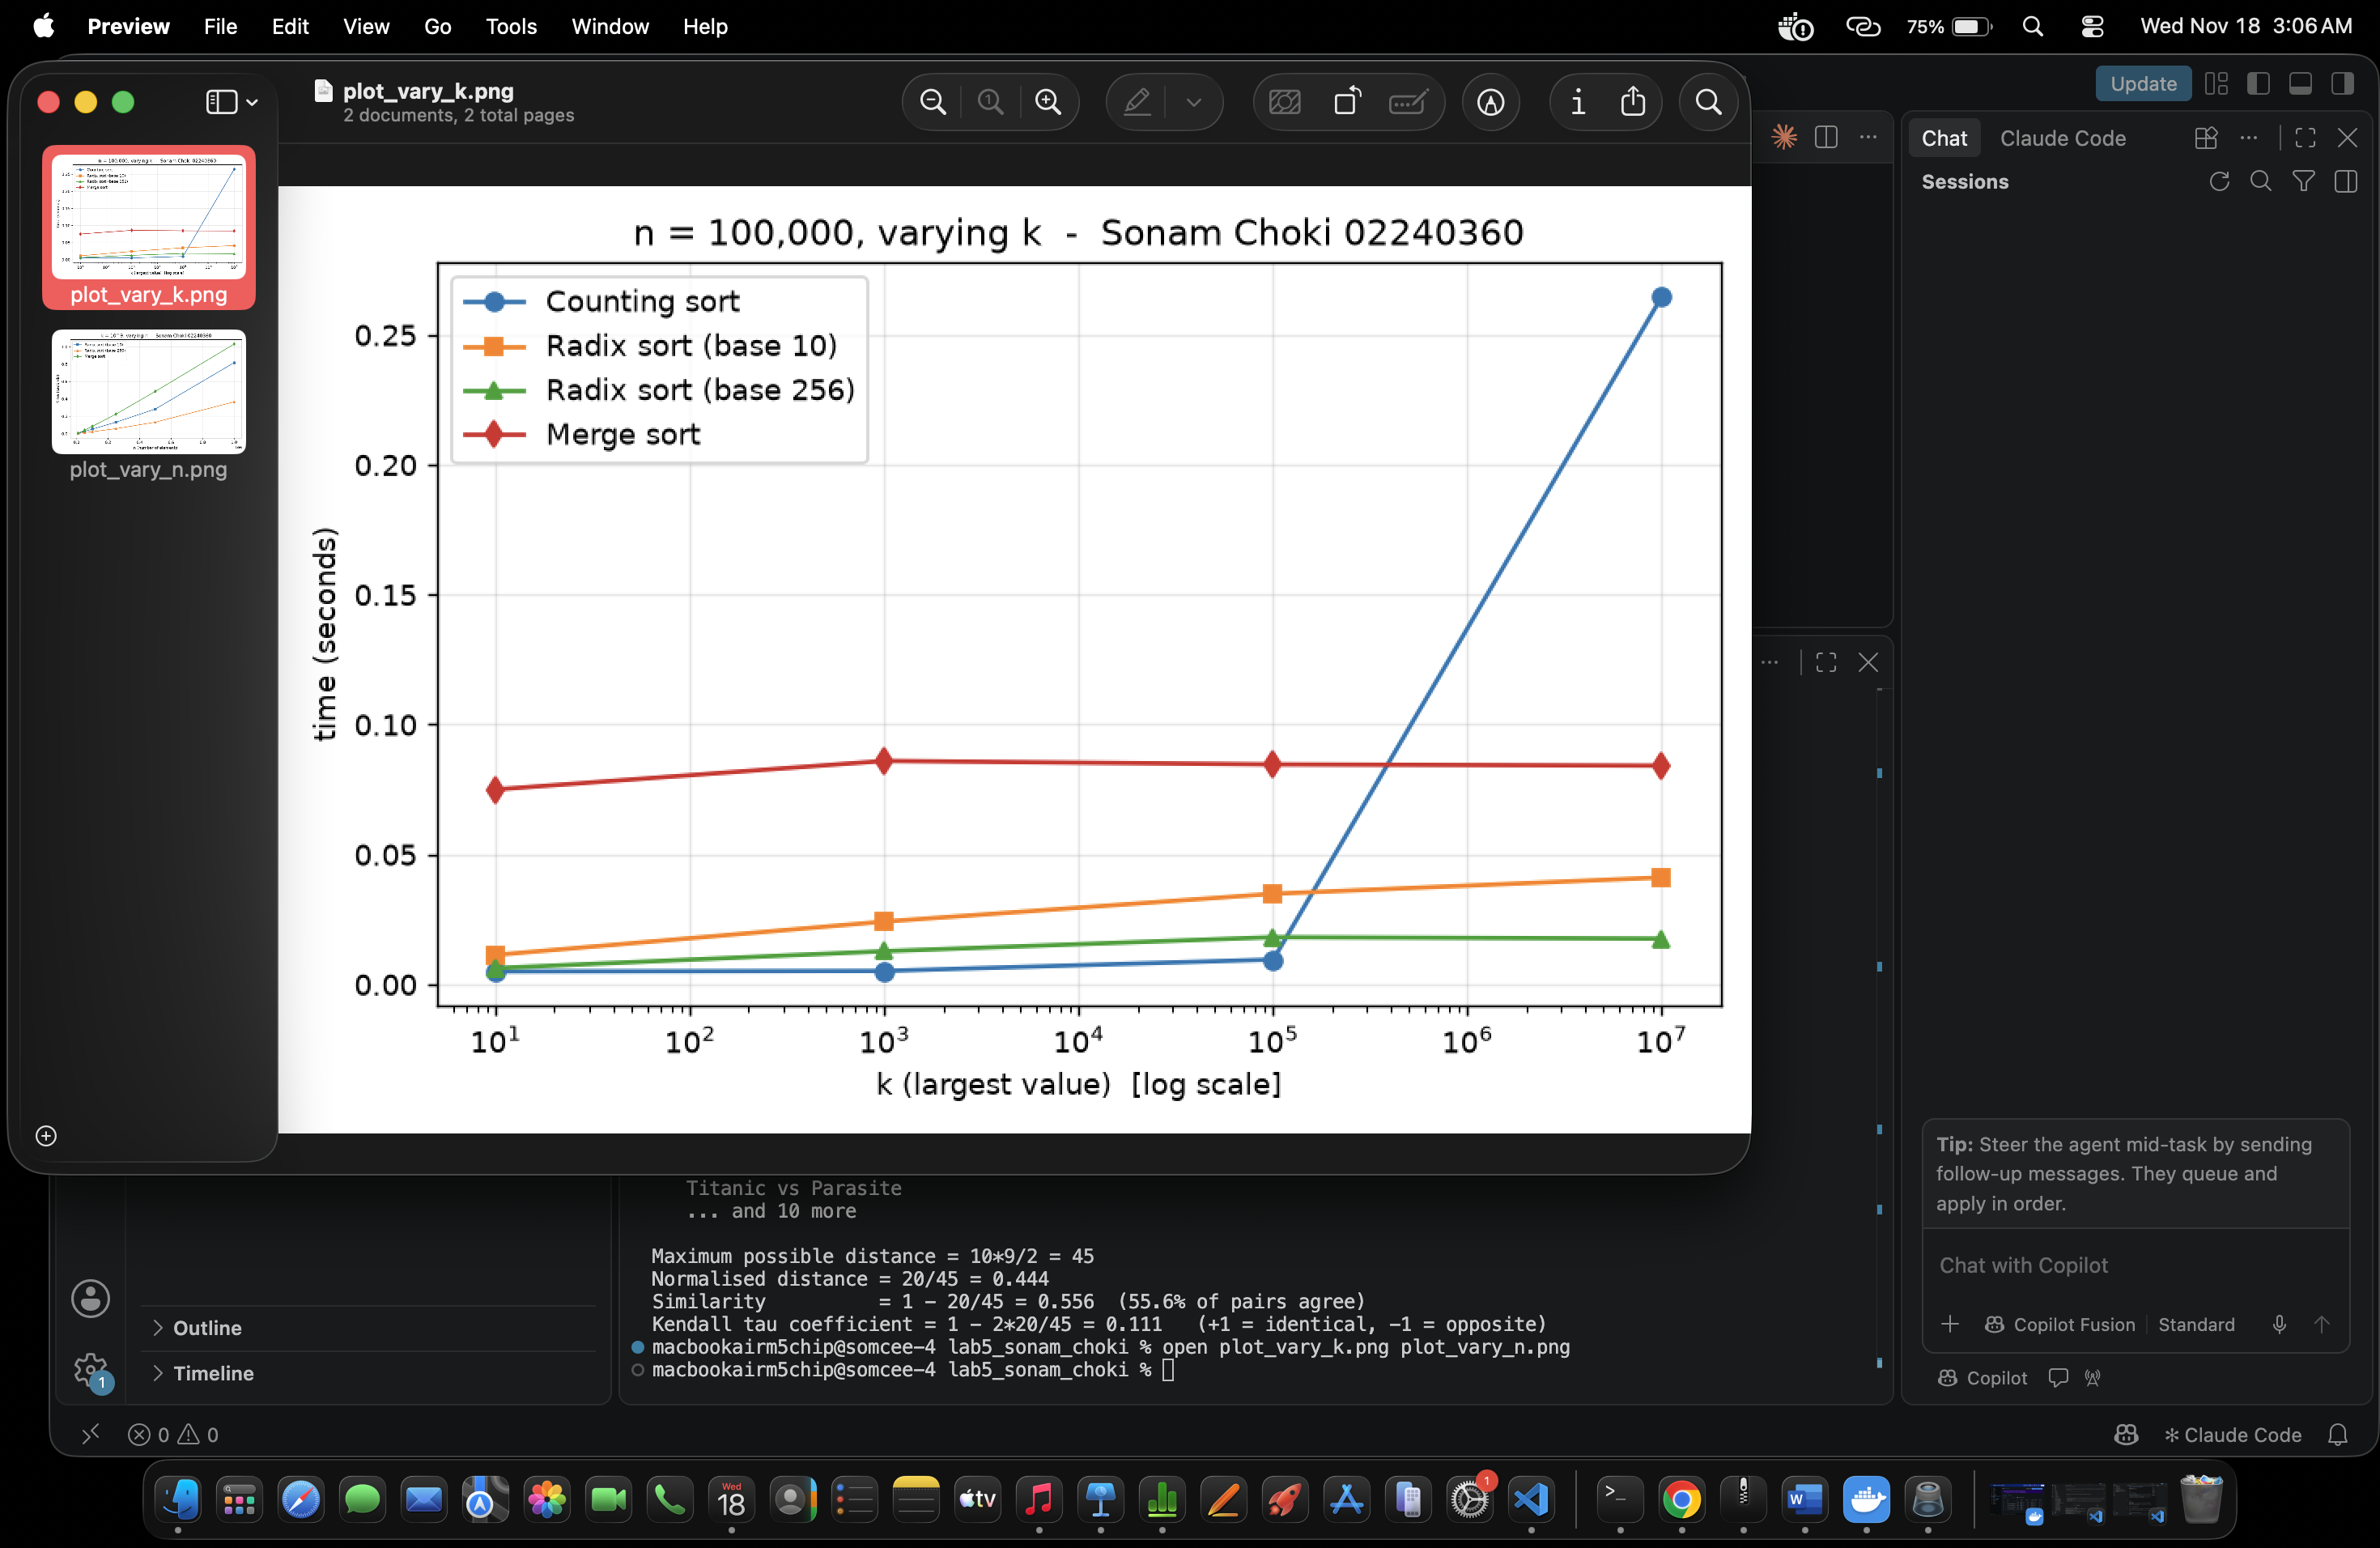 Preview File Edit View Go Tools Window Help
75% Wed Nov 18 3:06 AM
plot_vary_k.png
2 documents, 2 total pages
plot_vary_k.png
plot_vary_n.png
n = 100,000, varying k - Sonam Choki 02240360
Counting sort
Radix sort (base 10)
Radix sort (base 256)
Merge sort
time (seconds)
0.25
0.20
0.15
0.10
0.05
0.00
10¹ 10² 10³ 10⁴ 10⁵ 10⁶ 10⁷
k (largest value) [log scale]
Update
Chat Claude Code
Sessions
Tip: Steer the agent mid-task by sending
follow-up messages. They queue and
apply in order.
Chat with Copilot
Copilot Fusion Standard
Copilot
Titanic vs Parasite
... and 10 more
Maximum possible distance = 10*9/2 = 45
Normalised distance = 20/45 = 0.444
Similarity = 1 - 20/45 = 0.556 (55.6% of pairs agree)
Kendall tau coefficient = 1 - 2*20/45 = 0.111 (+1 = identical, -1 = opposite)
macbookairm5chip@somcee-4 lab5_sonam_choki % open plot_vary_k.png plot_vary_n.png
macbookairm5chip@somcee-4 lab5_sonam_choki %
Outline
Timeline
1
0 0
Claude Code
Wed
18
tv
1
W